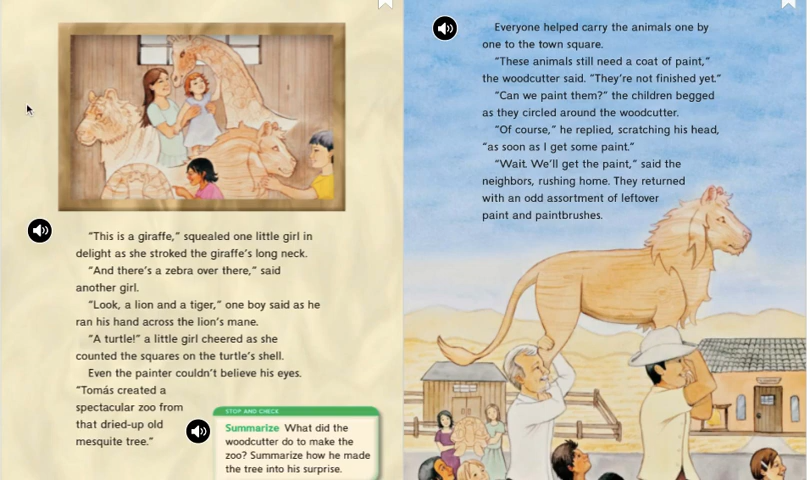 “This is a giraffe,” squealed one little girl in
delight as she stroked the giraffe’s long neck.
“And there’s a zebra over there,” said
another girl.
“Look, a lion and a tiger,” one boy said as he
ran his hand across the lion’s mane.
“A turtle!” a little girl cheered as she
counted the squares on the turtle’s shell.
Even the painter couldn’t believe his eyes.
“Tomás created a
spectacular zoo from
that dried-up old
mesquite tree.”
STOP AND CHECK
Summarize What did the
woodcutter do to make the
zoo? Summarize how he made
the tree into his surprise.
Everyone helped carry the animals one by
one to the town square.
“These animals still need a coat of paint,”
the woodcutter said. “They’re not finished yet.”
“Can we paint them?” the children begged
as they circled around the woodcutter.
“Of course,” he replied, scratching his head,
“as soon as I get some paint.”
“Wait. We’ll get the paint,” said the
neighbors, rushing home. They returned
with an odd assortment of leftover
paint and paintbrushes.